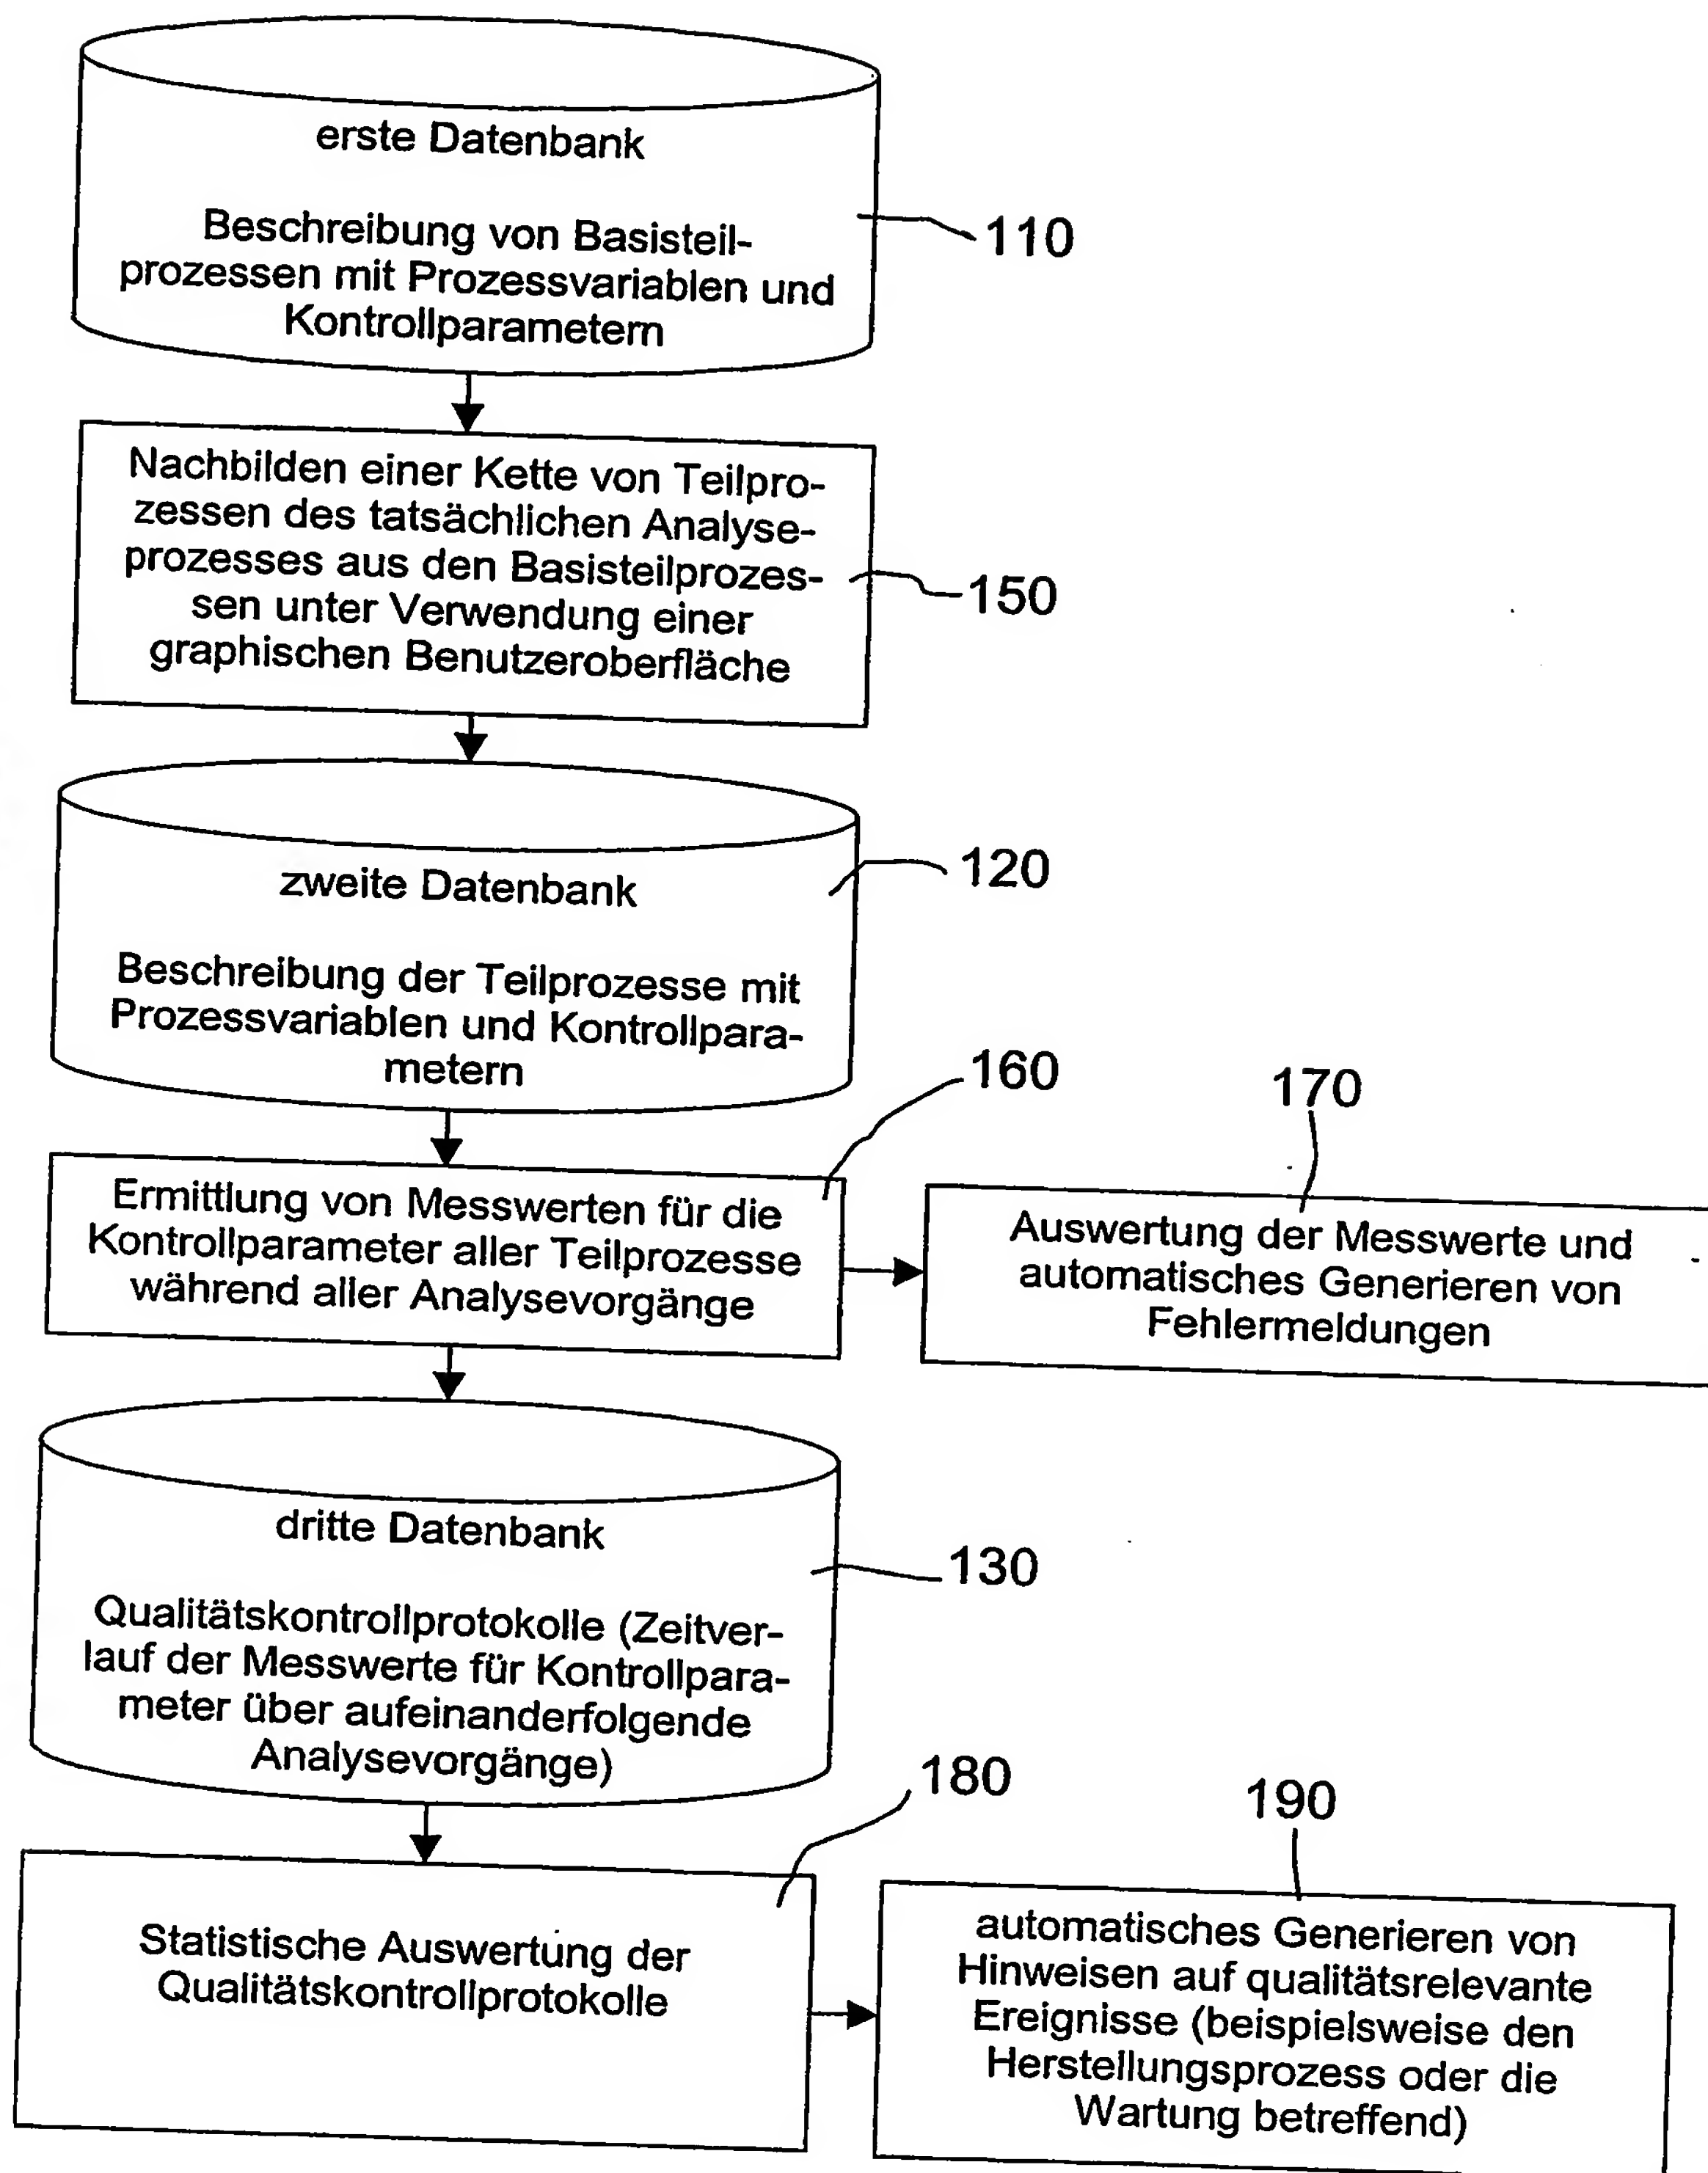 erste Datenbank
Beschreibung von Basisteil-
prozessen mit Prozessvariablen und
Kontrollparametern
110
Nachbilden einer Kette von Teilpro-
zessen des tatsächlichen Analyse-
prozesses aus den Basisteilprozes-
sen unter Verwendung einer
graphischen Benutzeroberfläche
150
zweite Datenbank
Beschreibung der Teilprozesse mit
Prozessvariablen und Kontrollpara-
metern
120
160
170
Ermittlung von Messwerten für die
Kontrollparameter aller Teilprozesse
während aller Analysevorgänge
Auswertung der Messwerte und
automatisches Generieren von
Fehlermeldungen
dritte Datenbank
Qualitätskontrollprotokolle (Zeitver-
lauf der Messwerte für Kontrollpara-
meter über aufeinanderfolgende
Analysevorgänge)
130
180
190
Statistische Auswertung der
Qualitätskontrollprotokolle
automatisches Generieren von
Hinweisen auf qualitätsrelevante
Ereignisse (beispielsweise den
Herstellungsprozess oder die
Wartung betreffend)